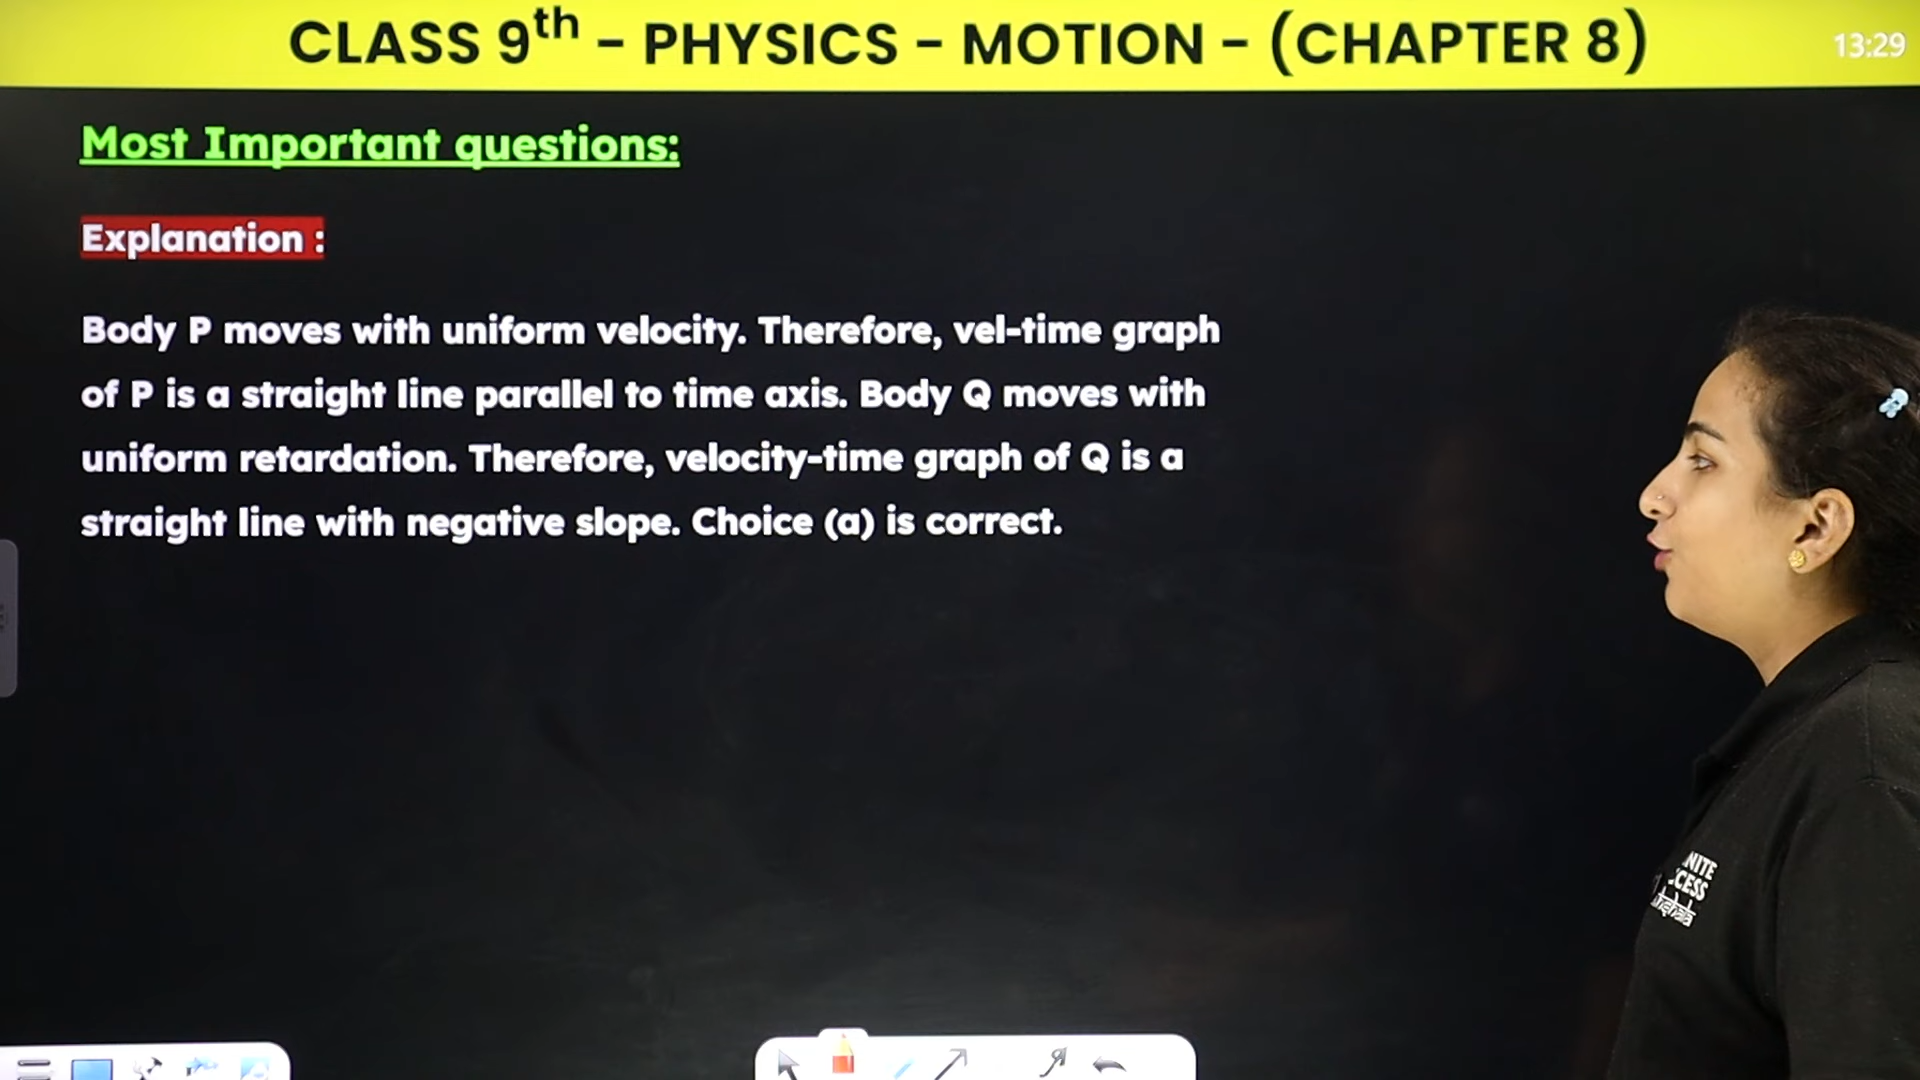 CLASS 9th - PHYSICS - MOTION - (CHAPTER 8)
13:29
Most Important questions:
Explanation :
Body P moves with uniform velocity. Therefore, vel-time graph
of P is a straight line parallel to time axis. Body Q moves with
uniform retardation. Therefore, velocity-time graph of Q is a
straight line with negative slope. Choice (a) is correct.
NITE
CESS